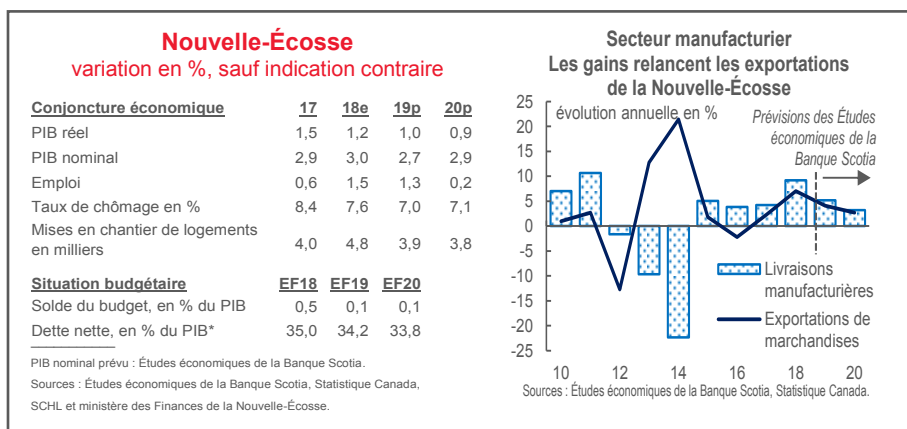 Nouvelle-Écosse
variation en %, sauf indication contraire
Conjoncture économique 17 18e 19p 20p
PIB réel 1,5 1,2 1,0 0,9
PIB nominal 2,9 3,0 2,7 2,9
Emploi 0,6 1,5 1,3 0,2
Taux de chômage en % 8,4 7,6 7,0 7,1
Mises en chantier de logements
en milliers 4,0 4,8 3,9 3,8
Situation budgétaire EF18 EF19 EF20
Solde du budget, en % du PIB 0,5 0,1 0,1
Dette nette, en % du PIB* 35,0 34,2 33,8
PIB nominal prévu : Études économiques de la Banque Scotia.
Sources : Études économiques de la Banque Scotia, Statistique Canada,
SCHL et ministère des Finances de la Nouvelle-Écosse.
Secteur manufacturier
Les gains relancent les exportations
de la Nouvelle-Écosse
évolution annuelle en %
Prévisions des Études
économiques de la
Banque Scotia
25
20
15
10
5
0
-5
-10
-15
-20
-25
Livraisons
manufacturières
Exportations de
marchandises
10 12 14 16 18 20
Sources : Études économiques de la Banque Scotia, Statistique Canada.